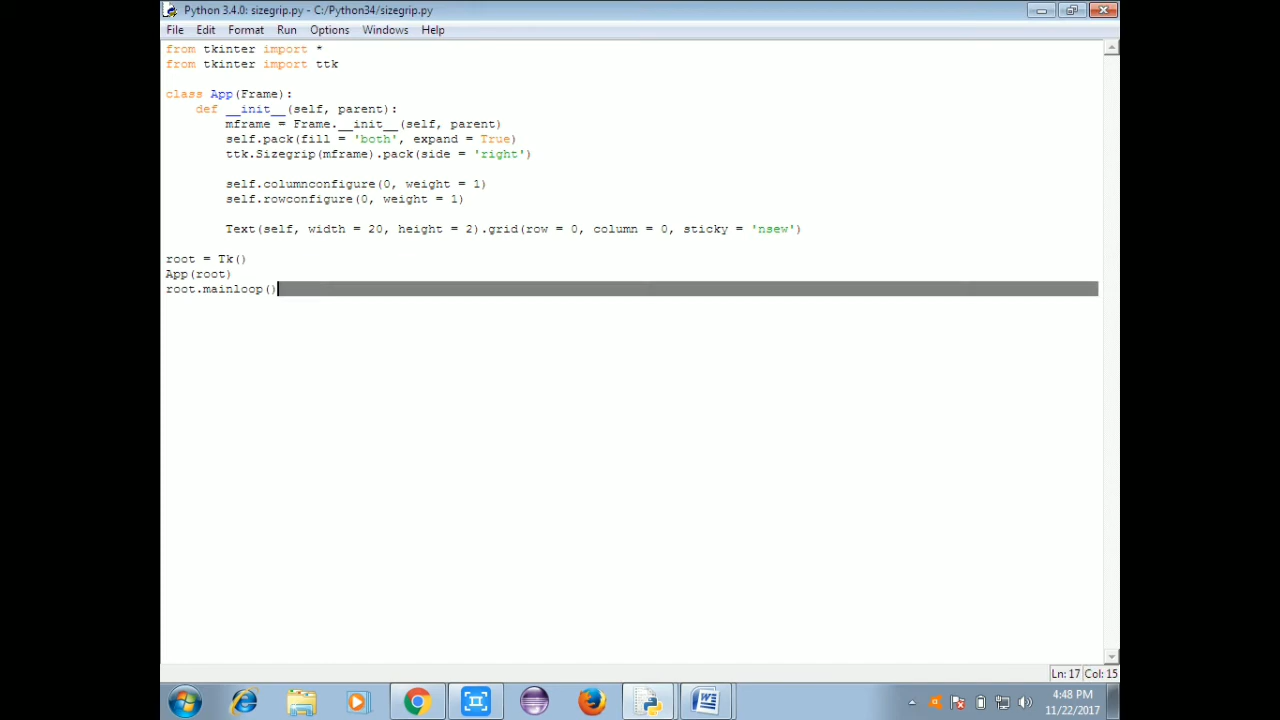 Python 3.4.0: sizegrip.py - C:/Python34/sizegrip.py
File Edit Format Run Options Windows Help
from tkinter import *
from tkinter import ttk
class App(Frame):
    def __init__(self, parent):
        mframe = Frame.__init__(self, parent)
        self.pack(fill = 'both', expand = True)
        ttk.Sizegrip(mframe).pack(side = 'right')
        self.columnconfigure(0, weight = 1)
        self.rowconfigure(0, weight = 1)
        Text(self, width = 20, height = 2).grid(row = 0, column = 0, sticky = 'nsew')
root = Tk()
App(root)
root.mainloop()
Ln: 17 Col: 15
4:48 PM
11/22/2017